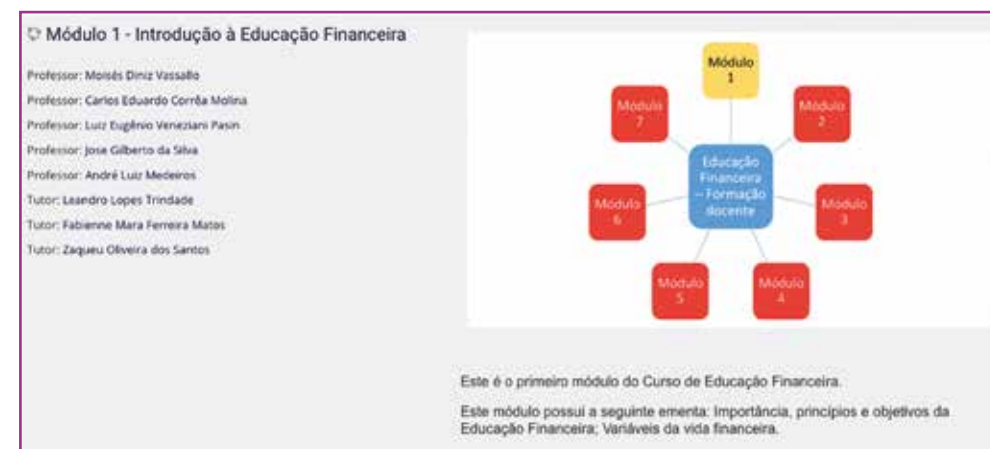 Módulo 1 - Introdução à Educação Financeira
Professor: Moisés Diniz Vassallo
Professor: Carlos Eduardo Corrêa Molina
Professor: Luiz Eugênio Veneziani Pasin
Professor: Jose Gilberto da Silva
Professor: André Luiz Medeiros
Tutor: Leandro Lopes Trindade
Tutor: Fabienne Mara Ferreira Matos
Tutor: Zaqueu Oliveira dos Santos
Módulo
1
Módulo
2
Módulo
3
Módulo
4
Módulo
5
Módulo
6
Módulo
7
Educação
Financeira
– Formação
docente
Este é o primeiro módulo do Curso de Educação Financeira.
Este módulo possui a seguinte ementa: Importância, princípios e objetivos da
Educação Financeira; Variáveis da vida financeira.